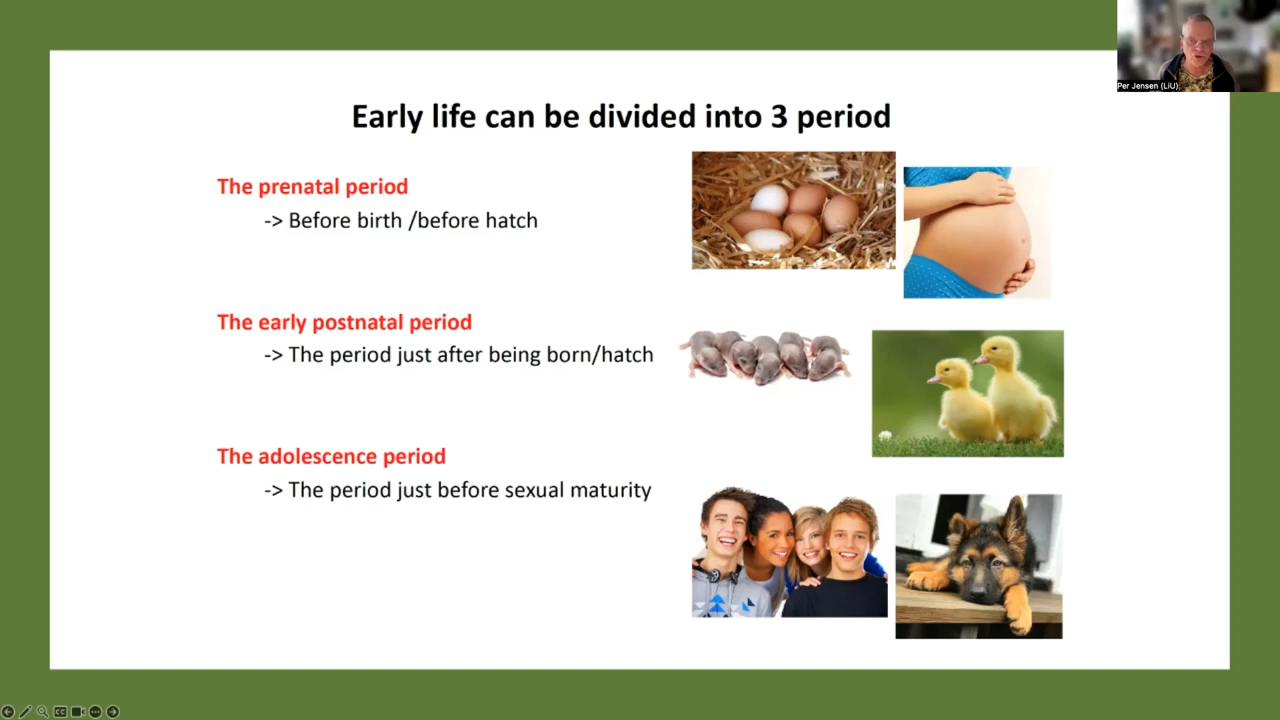 Per Jensen (LiU)
Early life can be divided into 3 period
The prenatal period
-> Before birth /before hatch
The early postnatal period
-> The period just after being born/hatch
The adolescence period
-> The period just before sexual maturity
CC